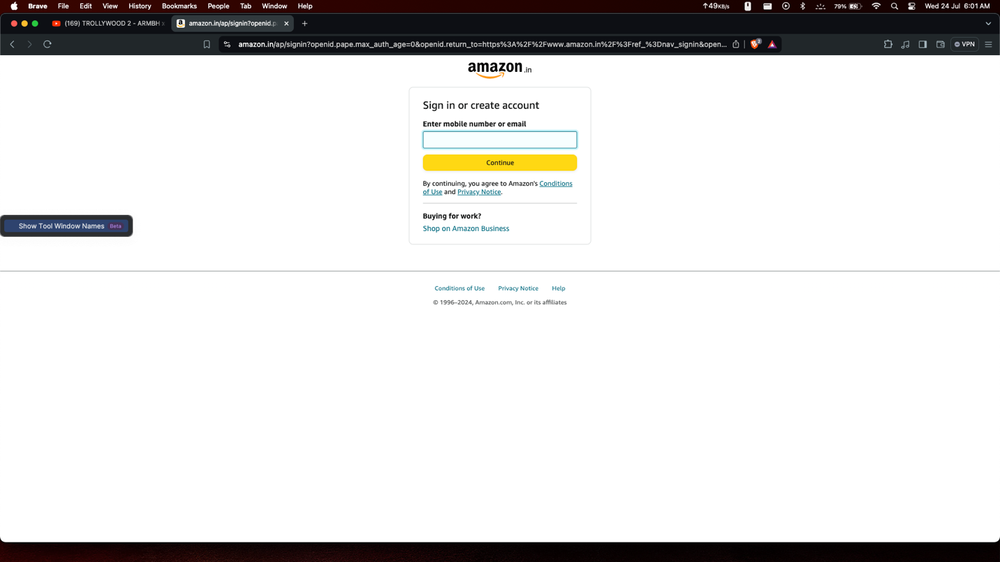 Brave File Edit View History Bookmarks People Tab Window Help ↑49KB/s 79% Wed 24 Jul 6:01 AM
(169) TROLLYWOOD 2 - ARMBH amazon.in/ap/signin?openid.p
amazon.in/ap/signin?openid.pape.max_auth_age=0&openid.return_to=https%3A%2F%2Fwww.amazon.in%2F%3Fref_%3Dnav_signin&open... 2 VPN
amazon.in
Sign in or create account
Enter mobile number or email
Continue
By continuing, you agree to Amazon's Conditions
of Use and Privacy Notice.
Buying for work?
Show Tool Window Names Beta
Shop on Amazon Business
Conditions of Use Privacy Notice Help
© 1996–2024, Amazon.com, Inc. or its affiliates